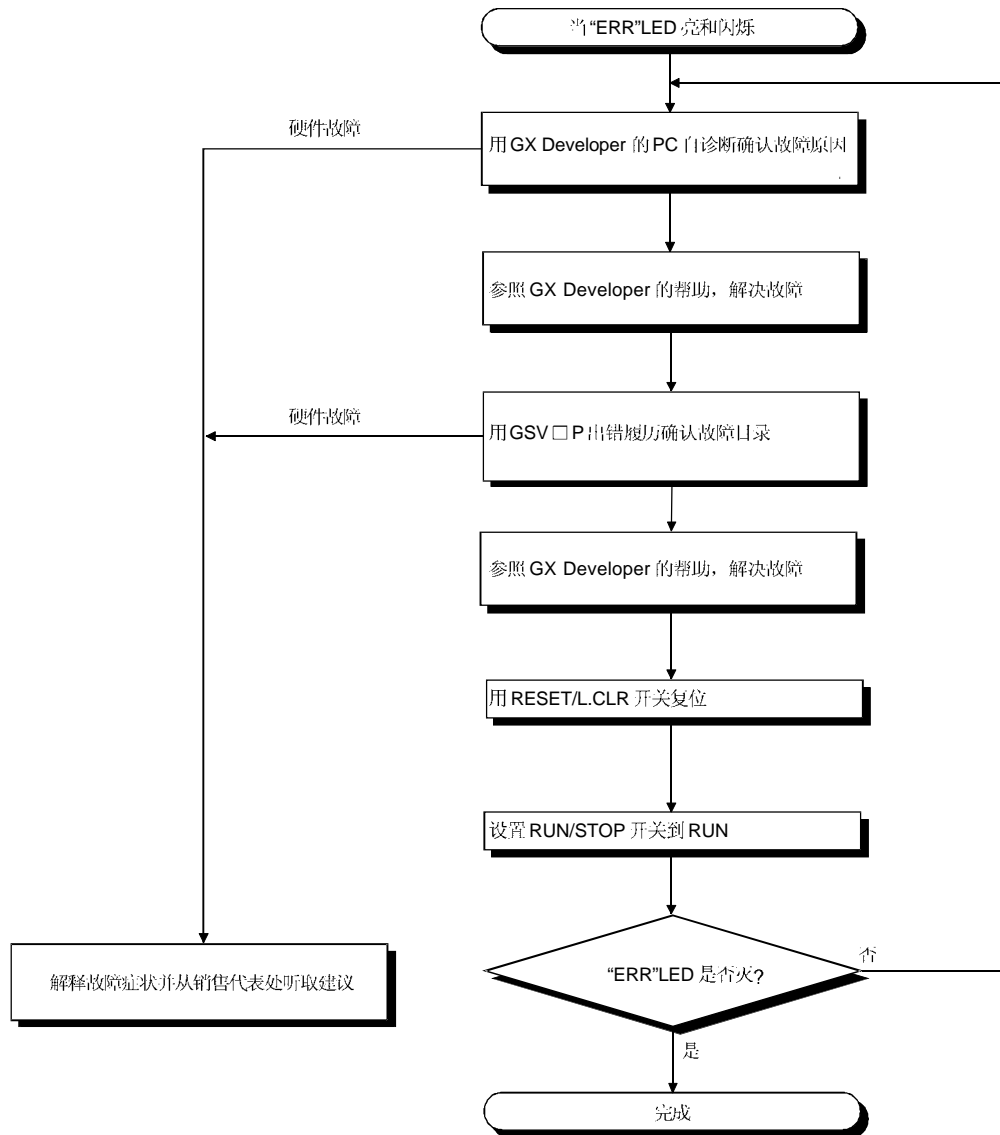 当“ERR”LED 亮和闪烁
硬件故障
用 GX Developer 的 PC 自诊断确认故障原因
参照 GX Developer 的帮助，解决故障
硬件故障
用GSV □ P出错履历确认故障目录
参照 GX Developer 的帮助，解决故障
用 RESET/L.CLR 开关复位
设置 RUN/STOP 开关到 RUN
否
“ERR”LED 是否灭?
解释故障症状并从销售代表处听取建议
是
完成